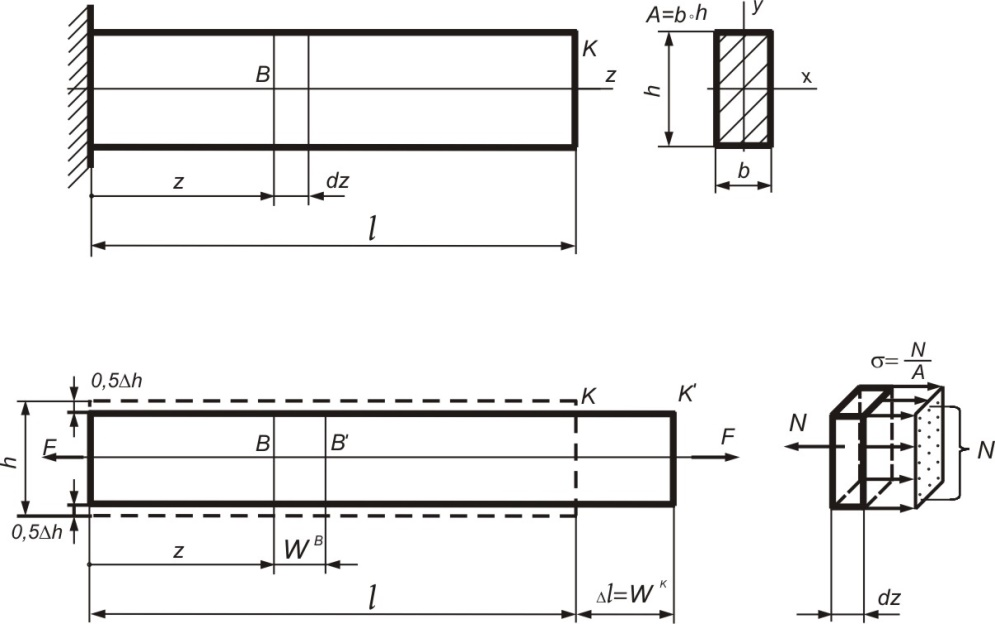 A=b∘h
y
K
B
z
x
h
z
dz
b
l
σ= N/A
0,5Δh
K
K'
N
B
B'
F
F
h
N
0,5Δh
z
W^B
l
Δl=W^K
dz